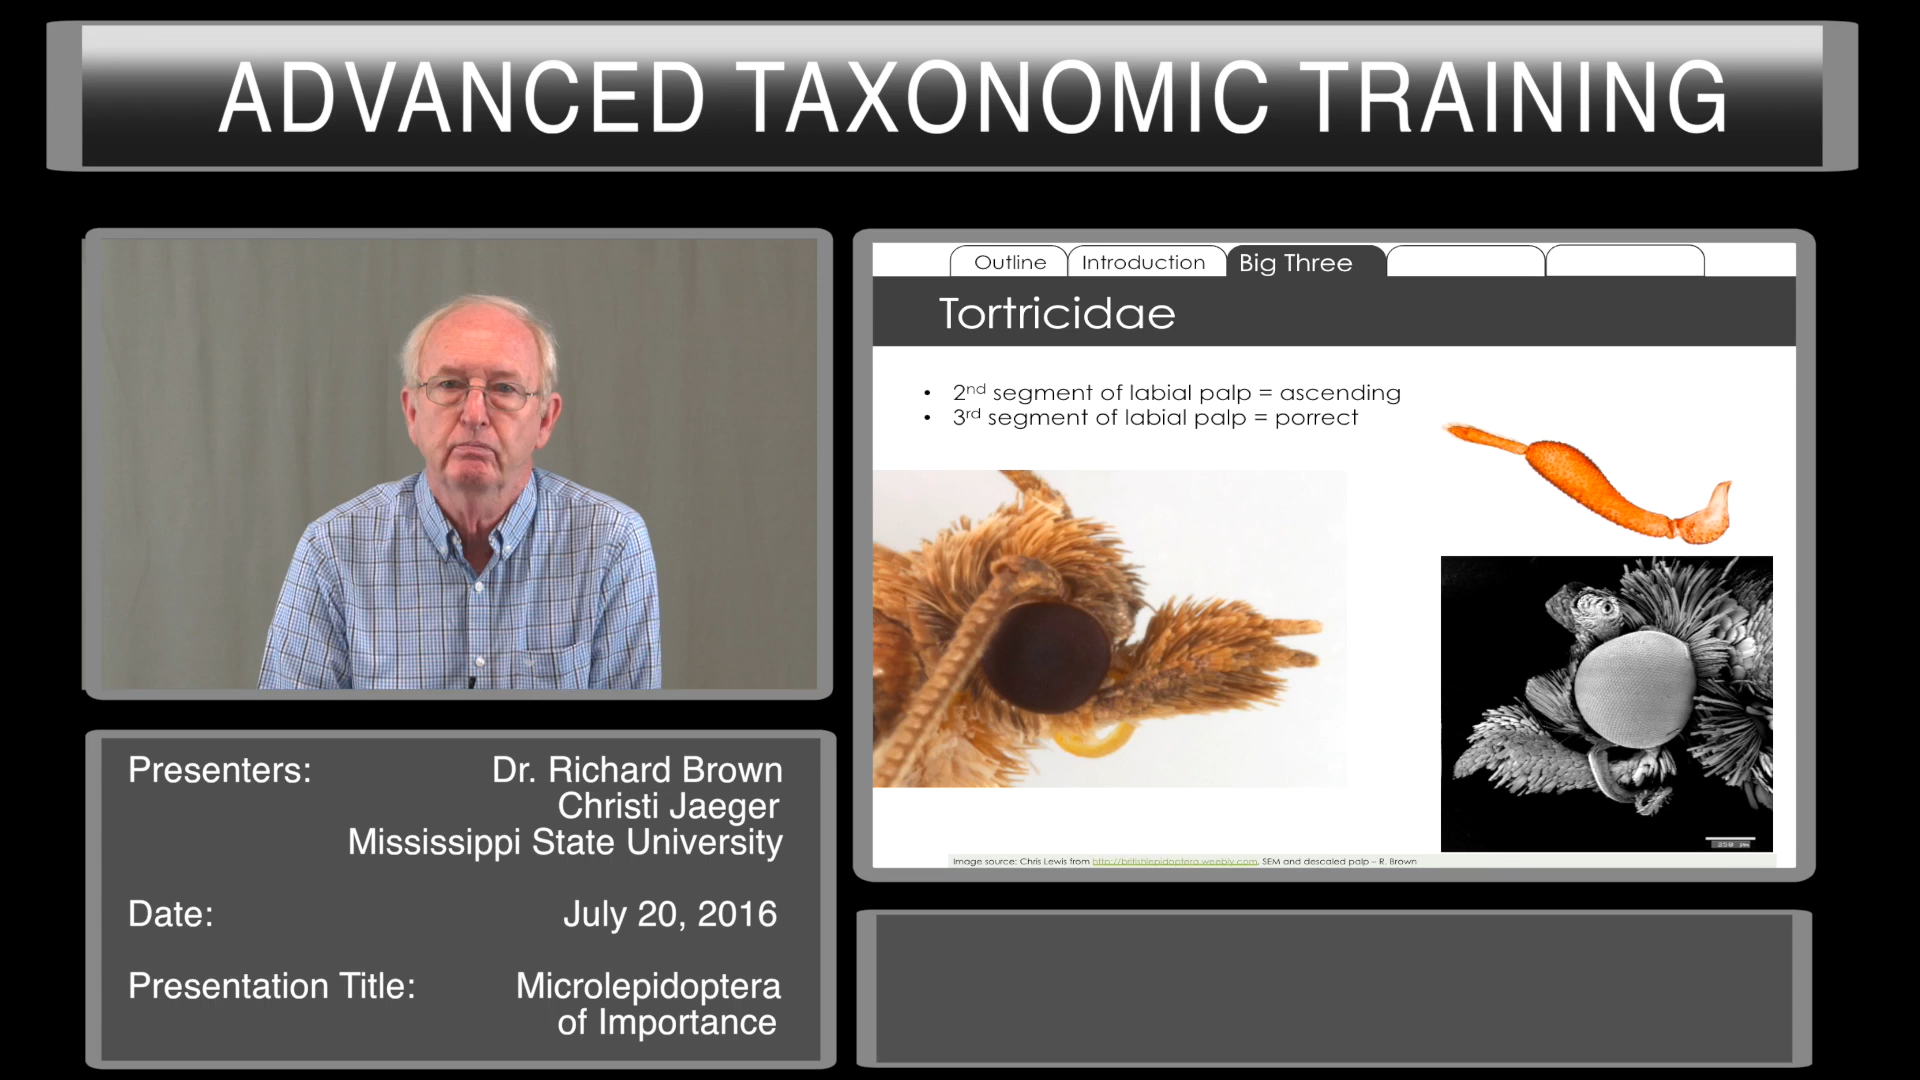 ADVANCED TAXONOMIC TRAINING
Outline
Introduction
Big Three
Tortricidae
• 2nd segment of labial palp = ascending
• 3rd segment of labial palp = porrect
250 µm
Image source: Chris Lewis from http://britishlepidoptera.weebly.com, SEM and descaled palp – R. Brown
Presenters: Dr. Richard Brown
Christi Jaeger
Mississippi State University
Date: July 20, 2016
Presentation Title: Microlepidoptera
of Importance